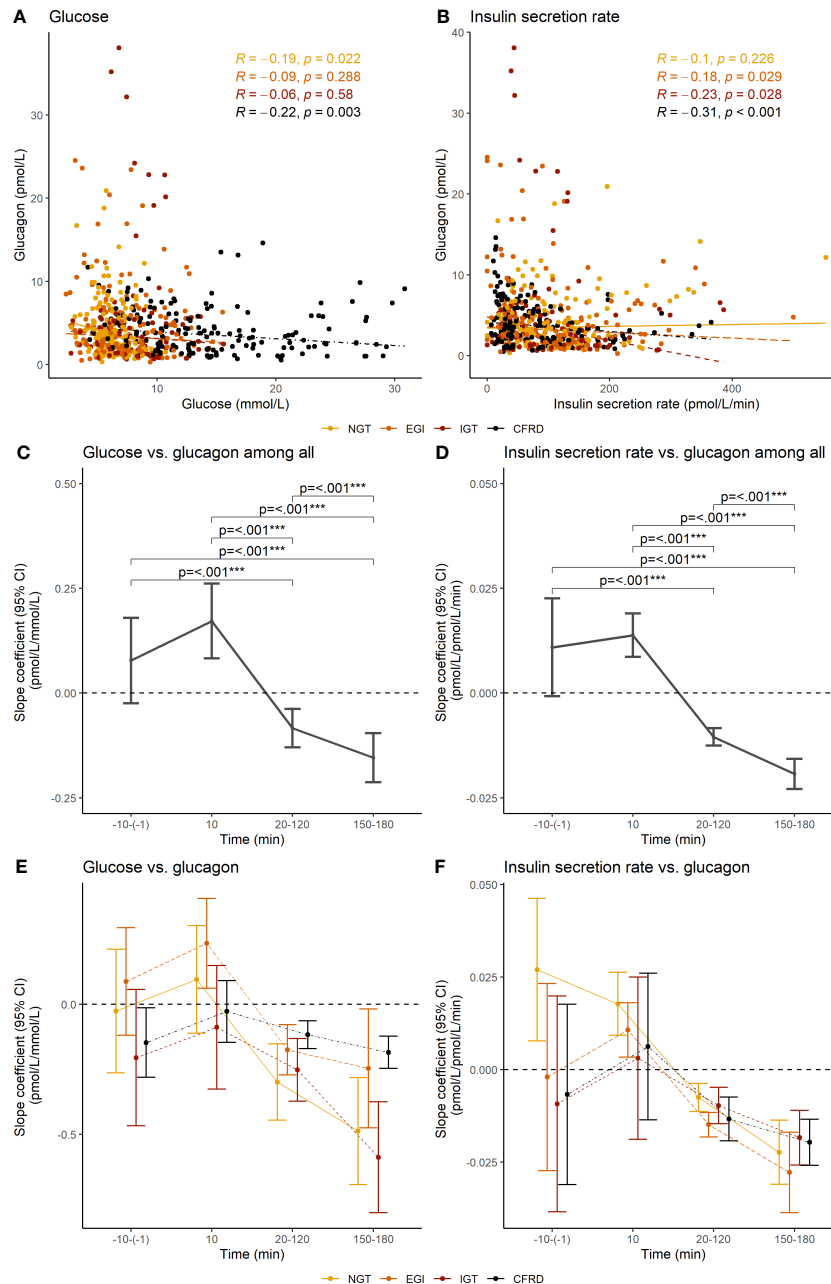 A Glucose
R = −0.19, p = 0.022
R = −0.09, p = 0.288
R = −0.06, p = 0.58
R = −0.22, p = 0.003
Glucagon (pmol/L)
30
20
10
0
10 20 30
Glucose (mmol/L)
B Insulin secretion rate
R = −0.1, p = 0.226
R = −0.18, p = 0.029
R = −0.23, p = 0.028
R = −0.31, p < 0.001
Glucagon (pmol/L)
40
30
20
10
0
0 200 400
Insulin secretion rate (pmol/L/min)
NGT EGI IGT CFRD
C Glucose vs. glucagon among all
p=<.001***
p=<.001***
p=<.001***
p=<.001***
p=<.001***
Slope coefficient (95% CI)
(pmol/L/mmol/L)
0.50
0.25
0.00
-0.25
-10-(-1) 10 20-120 150-180
Time (min)
D Insulin secretion rate vs. glucagon among all
p=<.001***
p=<.001***
p=<.001***
p=<.001***
p=<.001***
Slope coefficient (95% CI)
(pmol/L/pmol/L/min)
0.050
0.025
0.000
-0.025
-10-(-1) 10 20-120 150-180
Time (min)
E Glucose vs. glucagon
Slope coefficient (95% CI)
(pmol/L/mmol/L)
0.0
-0.5
-10-(-1) 10 20-120 150-180
Time (min)
F Insulin secretion rate vs. glucagon
Slope coefficient (95% CI)
(pmol/L/pmol/L/min)
0.050
0.025
0.000
-0.025
-10-(-1) 10 20-120 150-180
Time (min)
NGT EGI IGT CFRD